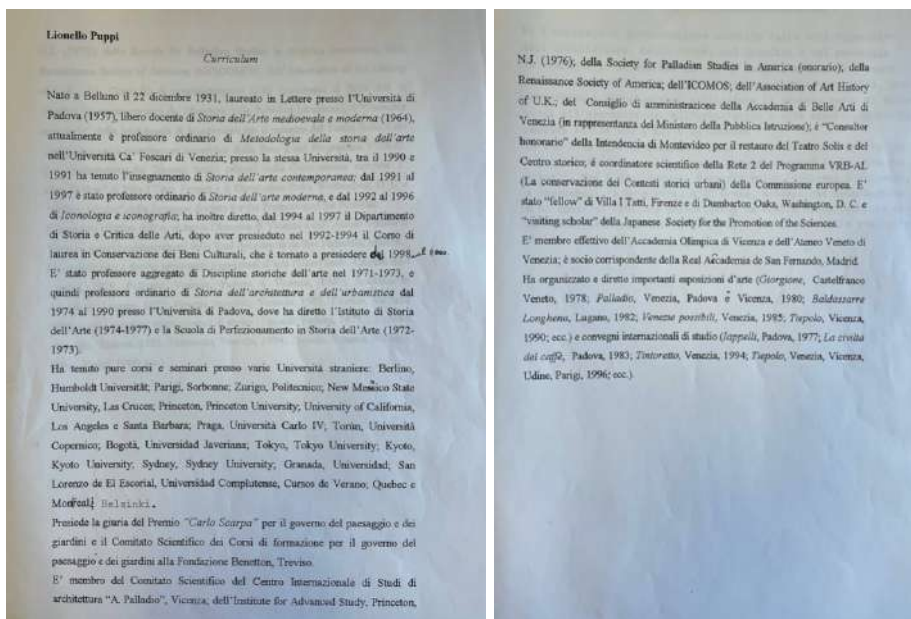 Lionello Puppi
Curriculum
Nato a Belluno il 22 dicembre 1931, laureato in Lettere presso l'Università di
Padova (1957), libero docente di Storia dell'Arte medioevale e moderna (1964),
attualmente è professore ordinario di Metodologia della storia dell'arte
nell'Università Ca' Foscari di Venezia; presso la stessa Università, tra il 1990 e
1991 ha tenuto l'insegnamento di Storia dell'arte contemporanea; dal 1991 al
1997 è stato professore ordinario di Storia dell'arte moderna, e dal 1992 al 1996
di Iconologia e iconografia; ha inoltre diretto, dal 1994 al 1997 il Dipartimento
di Storia e Critica delle Arti, dopo aver presieduto nel 1992-1994 il Corso di
laurea in Conservazione dei Beni Culturali, che è tornato a presiedere dal 1998 al
E' stato professore aggregato di Discipline storiche dell'arte nel 1971-1973, e
quindi professore ordinario di Storia dell'architettura e dell'urbanistica dal
1974 al 1990 presso l'Università di Padova, dove ha diretto l'Istituto di Storia
dell'Arte (1974-1977) e la Scuola di Perfezionamento in Storia dell'Arte (1972-
1973).
Ha tenuto pure corsi e seminari presso varie Università straniere: Berlino,
Humboldt Universität; Parigi, Sorbonne; Zurigo, Politecnico; New Mexico State
University, Las Cruces; Princeton, Princeton University, University of California,
Los Angeles e Santa Barbara; Praga, Università Carlo IV; Torun, Università
Copernico; Bogotà, Universidad Javeriana; Tokyo, Tokyo University; Kyoto,
Kyoto University, Sydney, Sydney University; Granada, Universidad; San
Lorenzo de El Escorial, Universidad Complutense, Cursos de Verano; Quebec e
Montreal; Helsinki.
Presiede la giuria del Premio "Carlo Scarpa" per il governo del paesaggio e dei
giardini e il Comitato Scientifico dei Corsi di formazione per il governo del
paesaggio e dei giardini alla Fondazione Benetton, Treviso.
E' membro del Comitato Scientifico del Centro Internazionale di Studi di
architettura "A. Palladio", Vicenza; dell'Institute for Advanced Study, Princeton,
N.J. (1976); della Society for Palladian Studies in America (onorario); della
Renaissance Society of America; dell'ICOMOS; dell'Association of Art History
of U.K.; del Consiglio di amministrazione della Accademia di Belle Arti di
Venezia (in rappresentanza del Ministero della Pubblica Istruzione); è "Consultor
honorario" della Intendencia di Montevideo per il restauro del Teatro Solis e del
Centro storico; è coordinatore scientifico della Rete 2 del Programma VRB-AL
(La conservazione dei Contesti storici urbani) della Commissione europea. E'
stato "fellow" di Villa I Tatti, Firenze e di Dumbarton Oaks, Washington, D. C. e
"visiting scholar" della Japanese Society for the Promotion of the Sciences.
E' membro effettivo dell'Accademia Olimpica di Vicenza e dell'Ateneo Veneto di
Venezia; è socio corrispondente della Real Accademia de San Fernando, Madrid.
Ha organizzato e diretto importanti esposizioni d'arte (Giorgione, Castelfranco
Veneto, 1978; Palladio, Venezia, Padova e Vicenza, 1980; Baldassarre
Longhena, Lugano, 1982; Venezie possibili, Venezia, 1985; Tiepolo, Vicenza,
1990; ecc.) e convegni internazionali di studio (Jappelli, Padova, 1977; La civiltà
del caffè, Padova, 1983; Tintoretto, Venezia, 1994; Tiepolo, Venezia, Vicenza,
Udine, Parigi, 1996; ecc.).